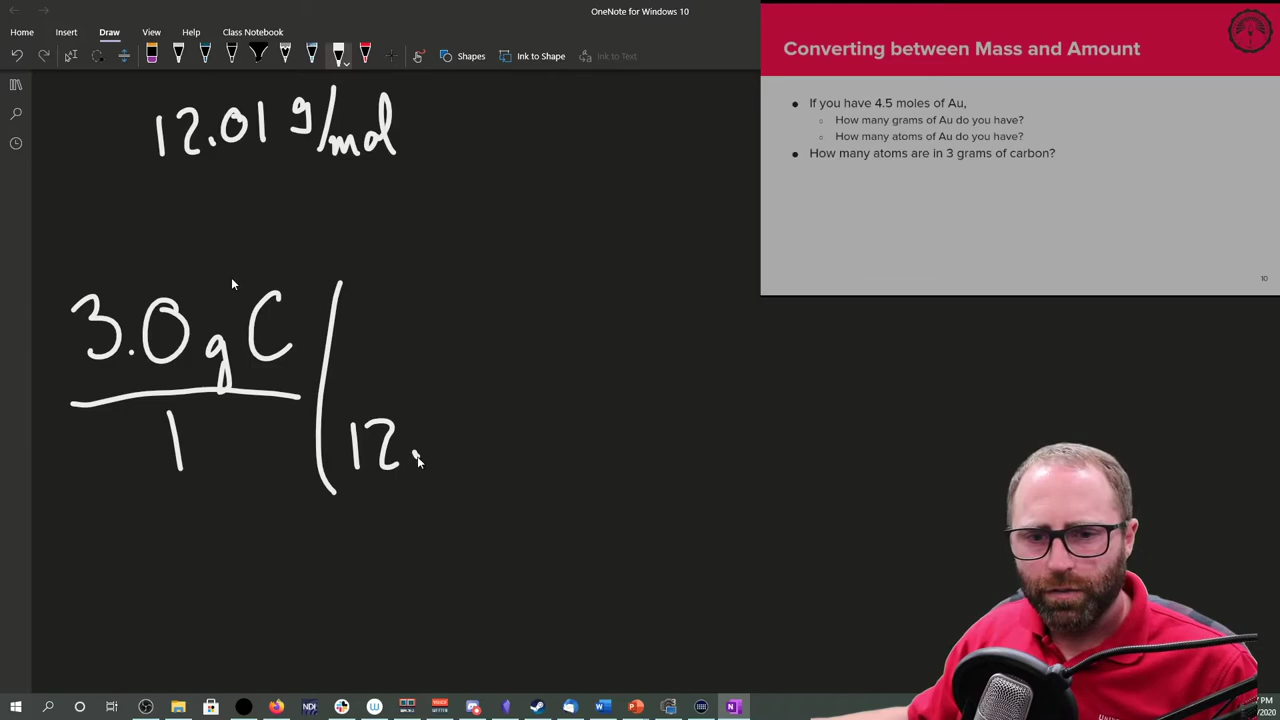 OneNote for Windows 10
Home Insert Draw View Help Class Notebook
Shapes Ink to Shape Ink to Text
12.01 g/mol
3.0 g C
1
12.
Converting between Mass and Amount
● If you have 4.5 moles of Au,
○ How many grams of Au do you have?
○ How many atoms of Au do you have?
● How many atoms are in 3 grams of carbon?
10